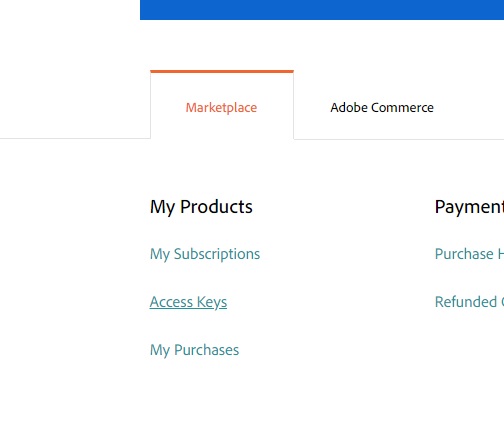 Marketplace
Adobe Commerce
My Products
My Subscriptions
Access Keys
My Purchases
Payment
Purchase
Refunded